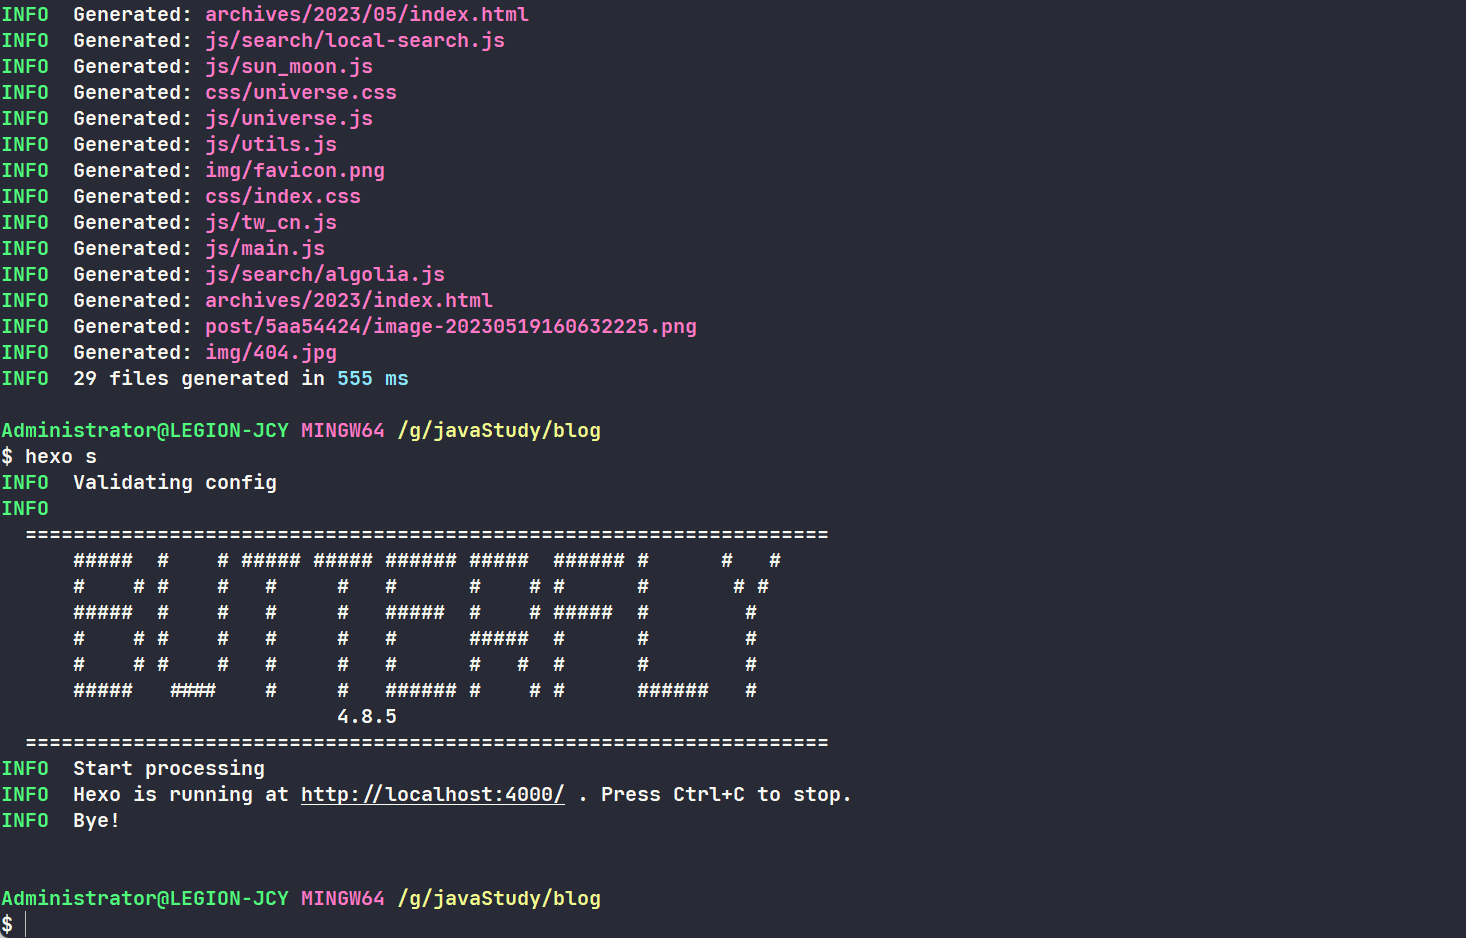 INFO  Generated: archives/2023/05/index.html
INFO  Generated: js/search/local-search.js
INFO  Generated: js/sun_moon.js
INFO  Generated: css/universe.css
INFO  Generated: js/universe.js
INFO  Generated: js/utils.js
INFO  Generated: img/favicon.png
INFO  Generated: css/index.css
INFO  Generated: js/tw_cn.js
INFO  Generated: js/main.js
INFO  Generated: js/search/algolia.js
INFO  Generated: archives/2023/index.html
INFO  Generated: post/5aa54424/image-20230519160632225.png
INFO  Generated: img/404.jpg
INFO  29 files generated in 555 ms

Administrator@LEGION-JCY MINGW64 /g/javaStudy/blog
$ hexo s
INFO  Validating config
INFO
  ===================================================================
      #####  #    # ##### ##### ###### #####  ###### #      #   #
      #    # #    #   #     #   #      #    # #      #       # #
      #####  #    #   #     #   #####  #    # #####  #        #
      #    # #    #   #     #   #      #####  #      #        #
      #    # #    #   #     #   #      #   #  #      #        #
      #####   ####    #     #   ###### #    # #      ######   #
                            4.8.5
  ===================================================================
INFO  Start processing
INFO  Hexo is running at http://localhost:4000/ . Press Ctrl+C to stop.
INFO  Bye!

Administrator@LEGION-JCY MINGW64 /g/javaStudy/blog
$